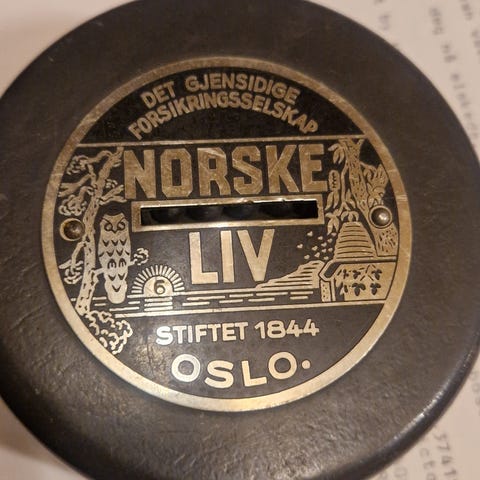 DET GJENSIDIGE
FORSIKRINGSSELSKAP
NORSKE
LIV
6
STIFTET 1844
OSLO.